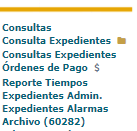 Consultas
Consulta Expedientes
Consultas Expedientes
Órdenes de Pago $
Reporte Tiempos
Expedientes Admin.
Expedientes Alarmas
Archivo (60282)